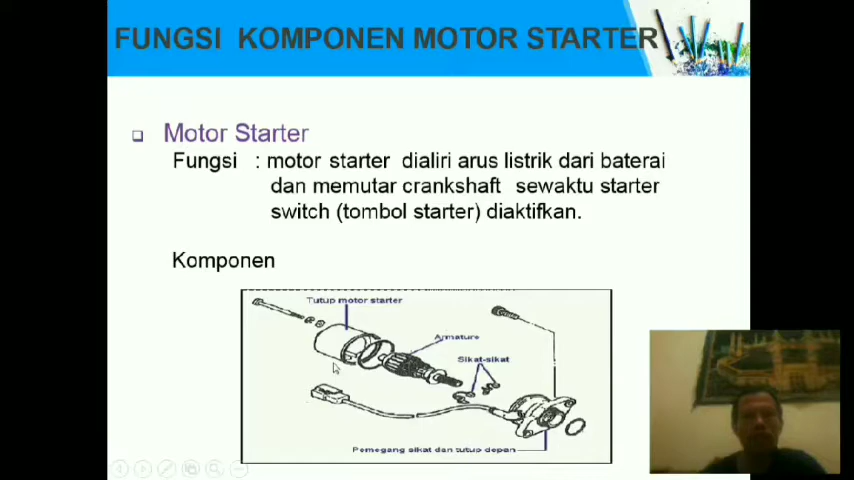 FUNGSI KOMPONEN MOTOR STARTER
Motor Starter
Fungsi : motor starter dialiri arus listrik dari baterai
dan memutar crankshaft sewaktu starter
switch (tombol starter) diaktifkan.
Komponen
Tutup motor starter
Armature
Sikat-sikat
Pemegang sikat dan tutup depan